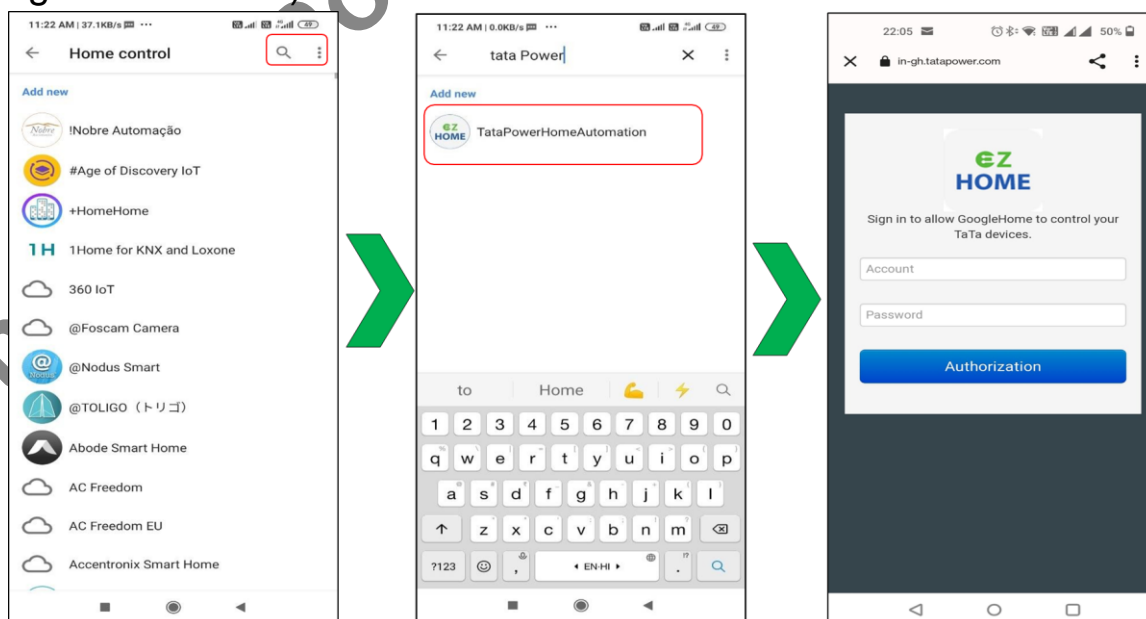 11:22 AM | 37.1KB/s ···
49
Home control
Add new
Nobre
!Nobre Automação
#Age of Discovery IoT
+HomeHome
1H
1Home for KNX and Loxone
360 IoT
@Foscam Camera
@
Nodus
@Nodus Smart
@TOLIGO（トリゴ）
Abode Smart Home
AC Freedom
AC Freedom EU
Accentronix Smart Home
11:22 AM | 0.0KB/s ···
49
tata Power
Add new
EZ
HOME
TataPowerHomeAutomation
to Home
1 2 3 4 5 6 7 8 9 0
q w e r t y u i o p
a s d f g h j k l
z x c v b n m
?123 , EN·HI .
!?
22:05
50%
in-gh.tatapower.com
EZ
HOME
Sign in to allow GoogleHome to control your
TaTa devices.
Account
Password
Authorization